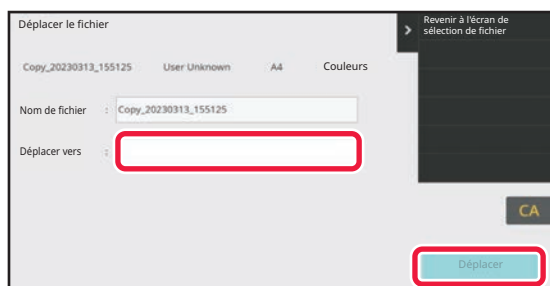 Déplacer le fichier
Revenir à l'écran de
sélection de fichier
Copy_20230313_155125 User Unknown A4 Couleurs
Nom de fichier : Copy_20230313_155125
Déplacer vers :
CA
Déplacer